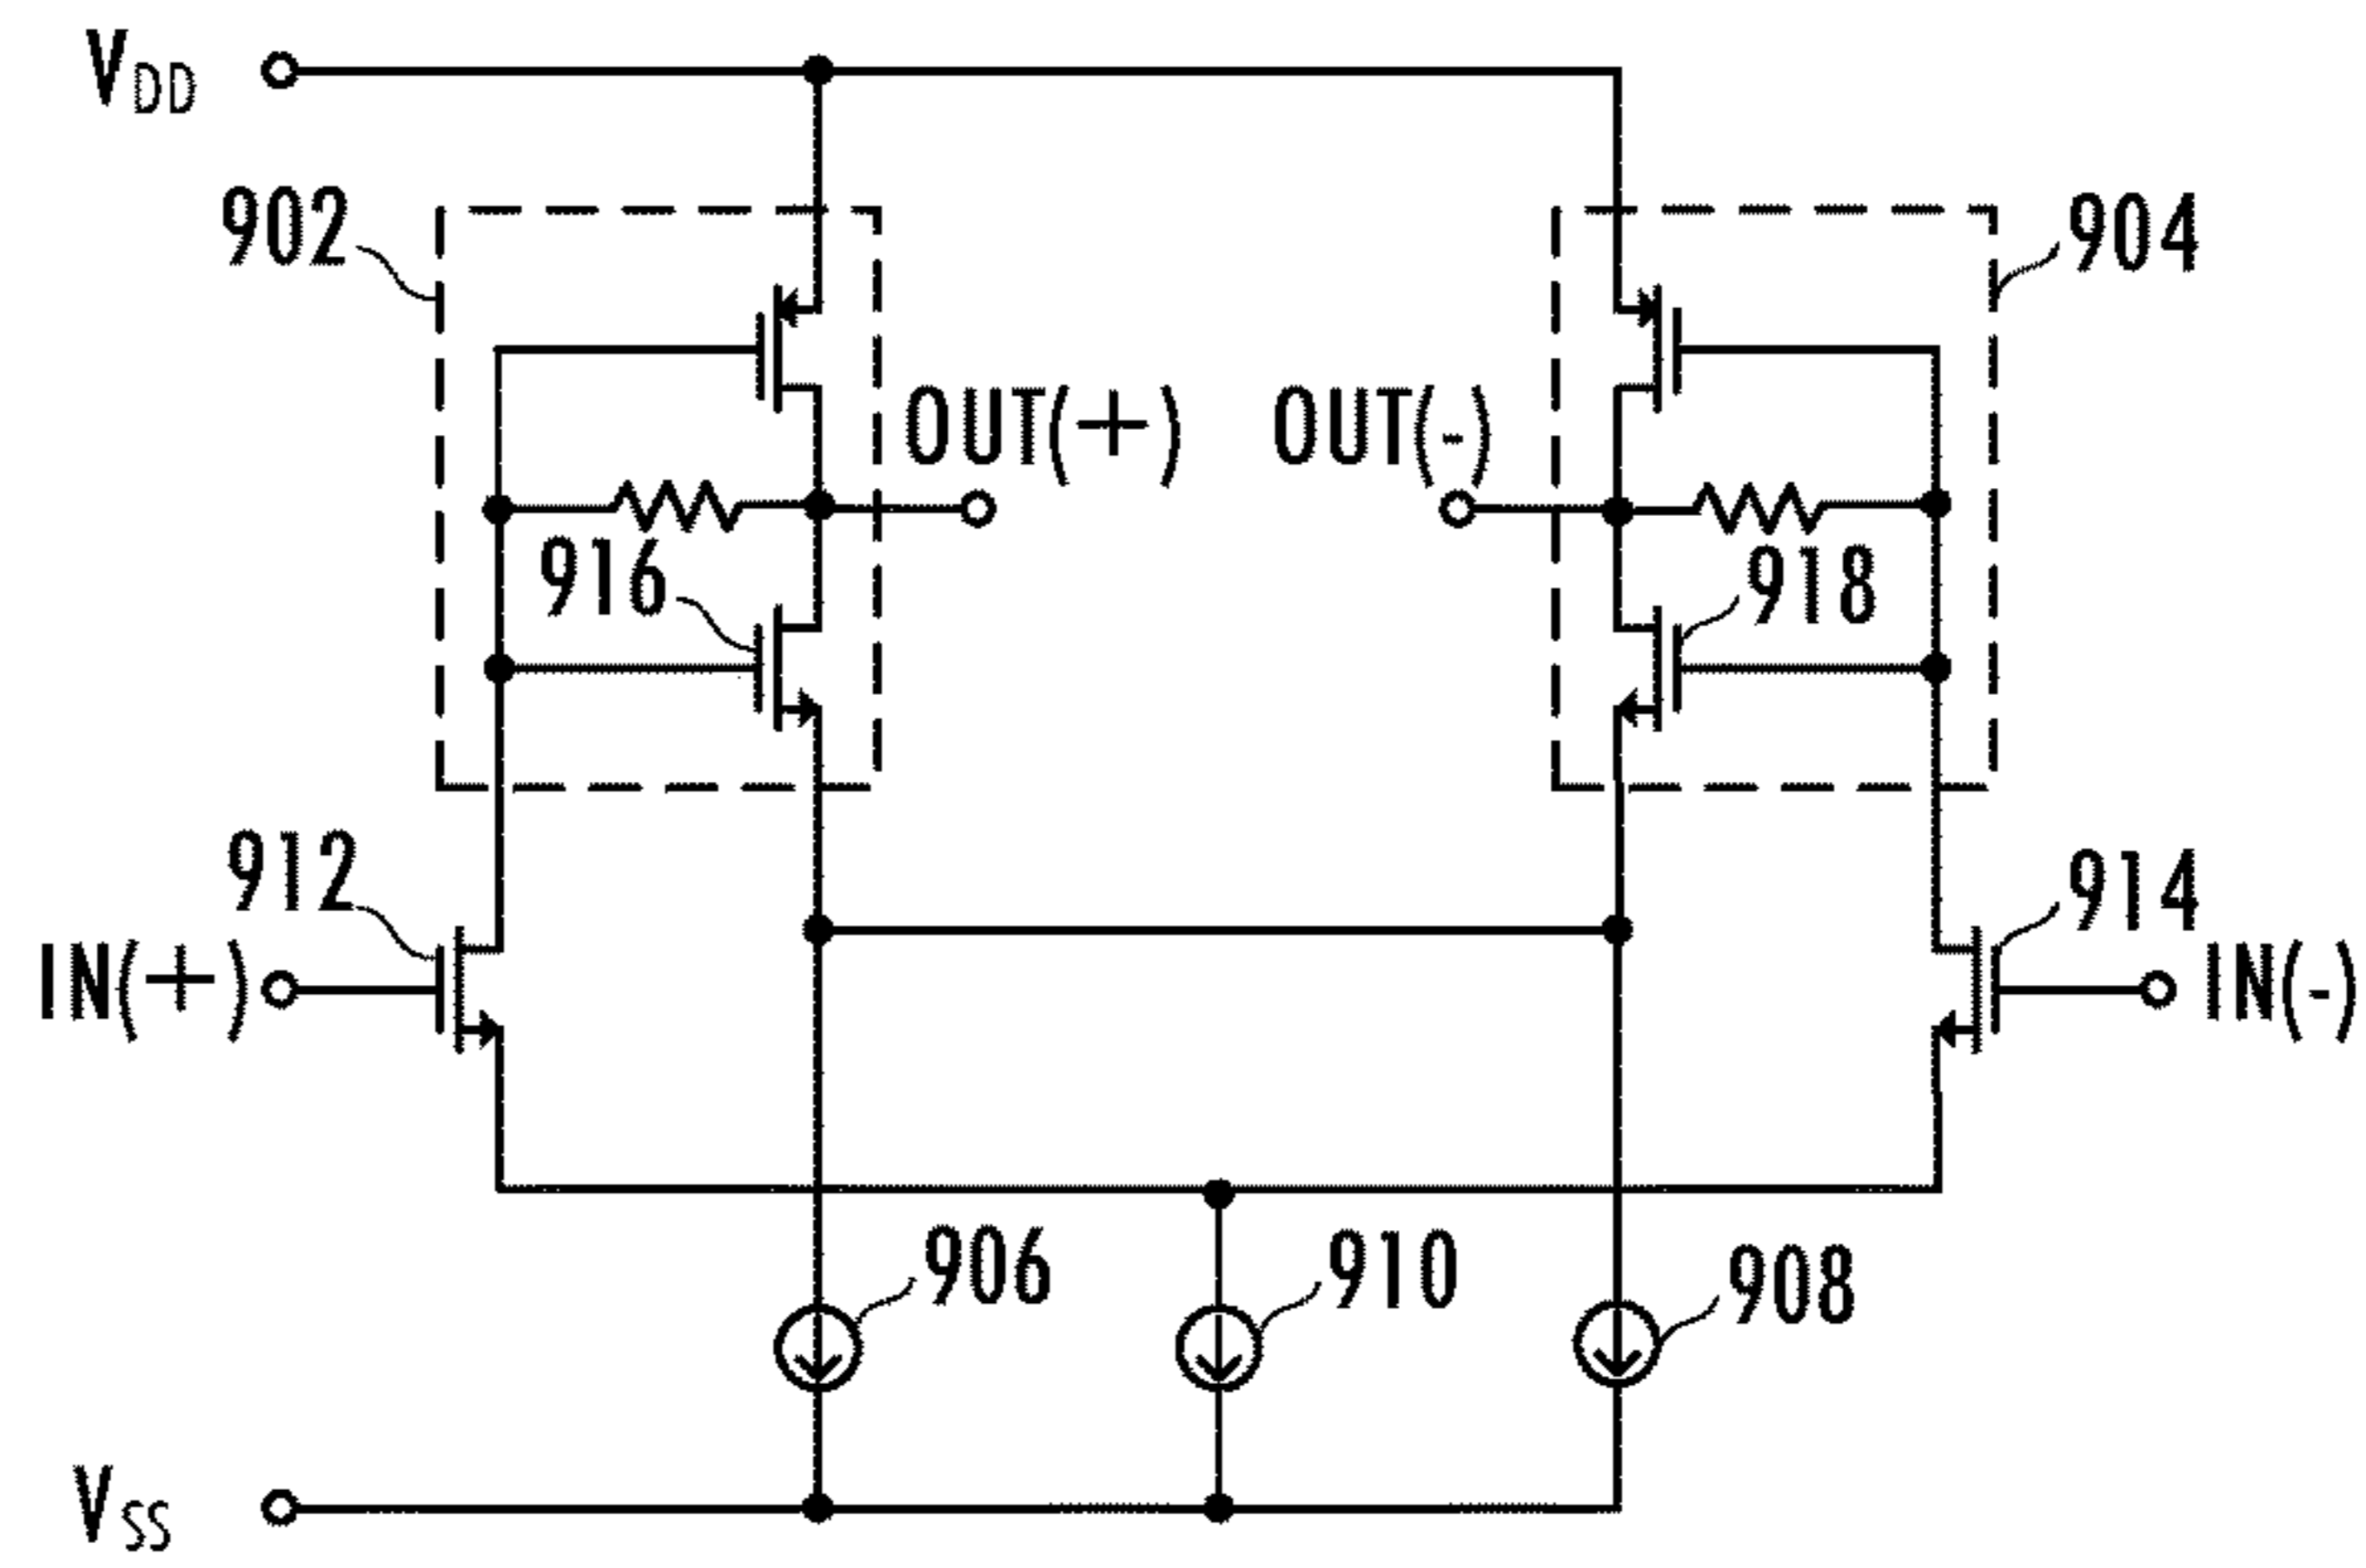 VDD
902
904
OUT(+)
OUT(-)
916
918
912
914
IN(+)
IN(-)
906
910
908
VSS